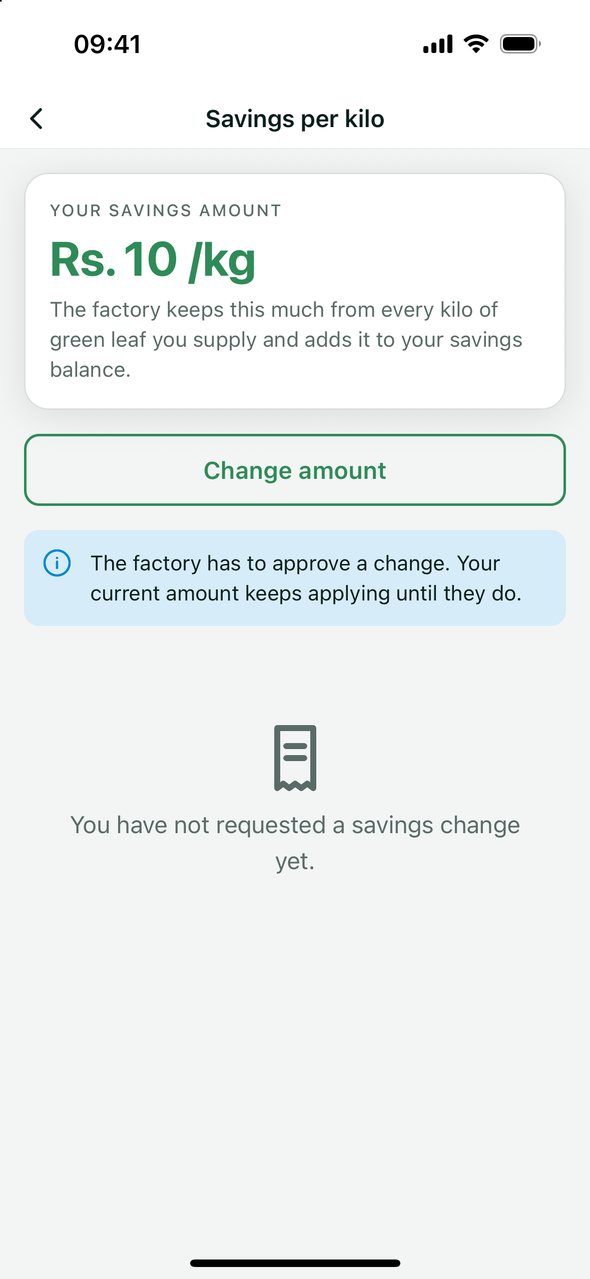 09:41
Savings per kilo
YOUR SAVINGS AMOUNT
Rs. 10 /kg
The factory keeps this much from every kilo of
green leaf you supply and adds it to your savings
balance.
Change amount
The factory has to approve a change. Your
current amount keeps applying until they do.
You have not requested a savings change
yet.